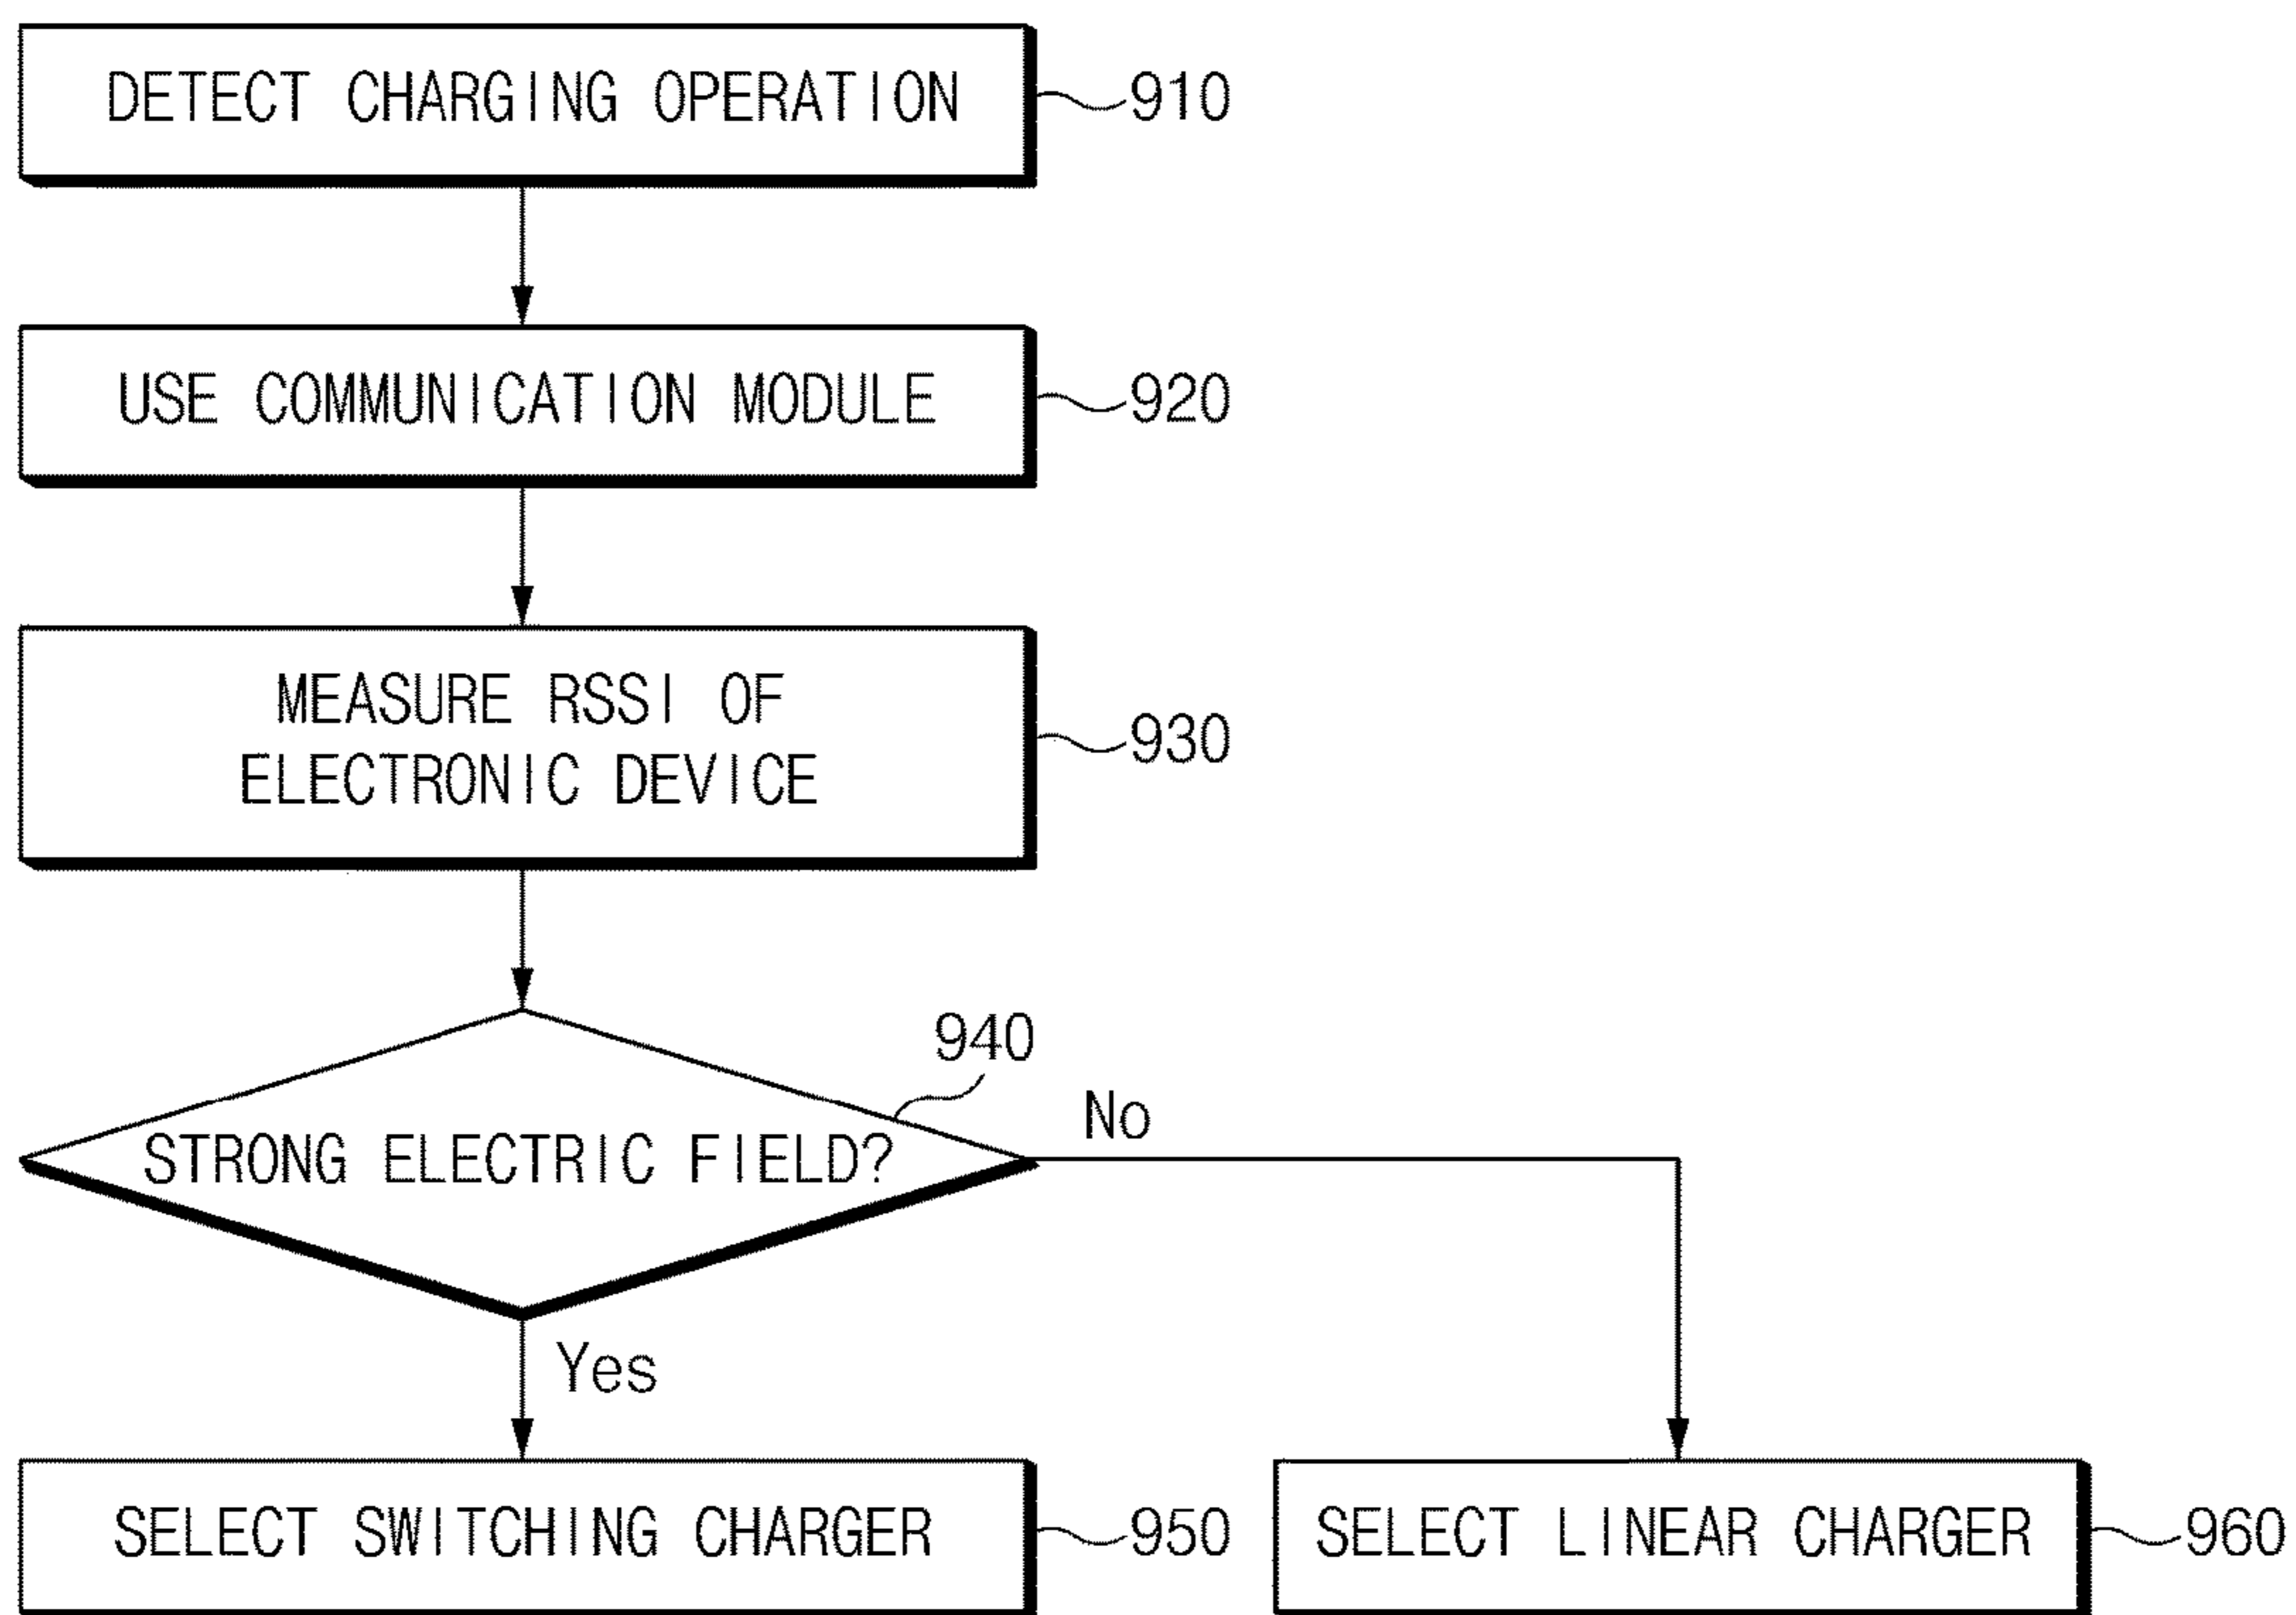 DETECT CHARGING OPERATION
910
USE COMMUNICATION MODULE
920
MEASURE RSSI OF
ELECTRONIC DEVICE
930
940
STRONG ELECTRIC FIELD?
No
Yes
SELECT SWITCHING CHARGER
950
SELECT LINEAR CHARGER
960